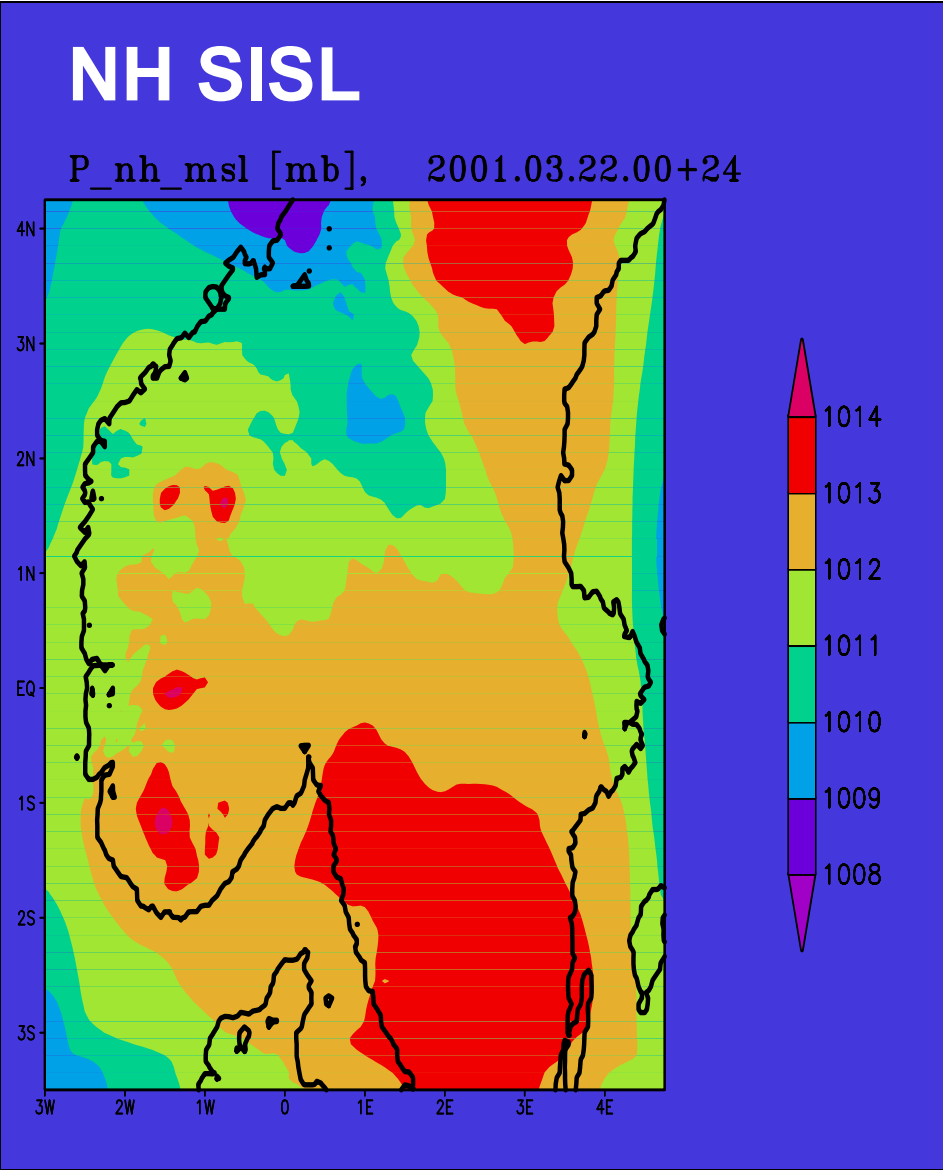 NH SISL
P_nh_msl [mb], 2001.03.22.00+24
4N
3N
2N
1N
EQ
1S
2S
3S
3W 2W 1W 0 1E 2E 3E 4E
1014
1013
1012
1011
1010
1009
1008